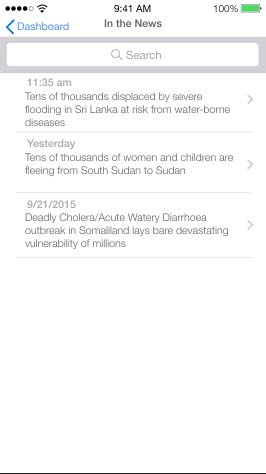 9:41 AM
100%
Dashboard
In the News
Search
11:35 am
Tens of thousands displaced by severe
flooding in Sri Lanka at risk from water-borne
diseases
Yesterday
Tens of thousands of women and children are
fleeing from South Sudan to Sudan
9/21/2015
Deadly Cholera/Acute Watery Diarrhoea
outbreak in Somaliland lays bare devastating
vulnerability of millions